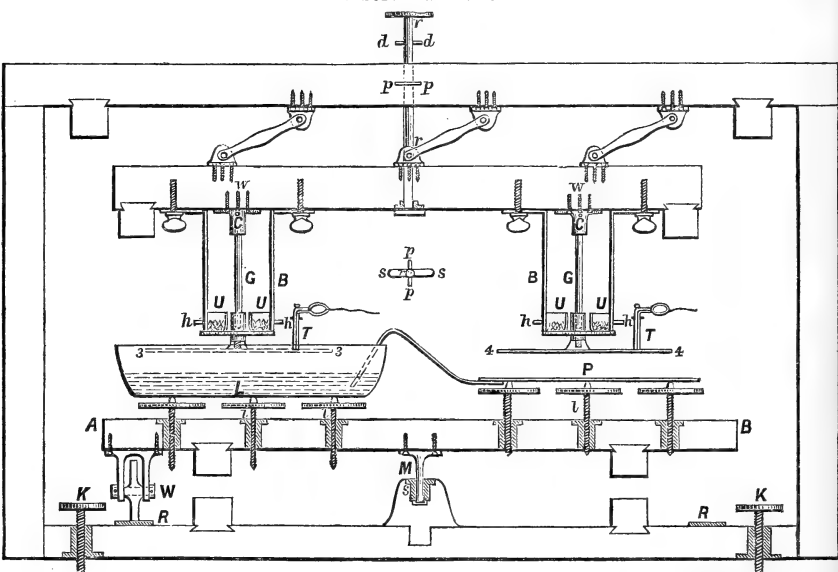 r
d d
p p
r
w w
C C
p
s s
p
G B B G
U U U U
h h h h
T T
3 3 4 4
L P
l l l
A B
M
W S
K K
R R